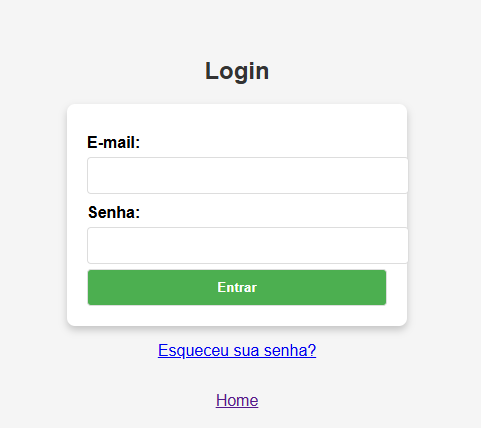 Login
E-mail:
Senha:
Entrar
Esqueceu sua senha?
Home